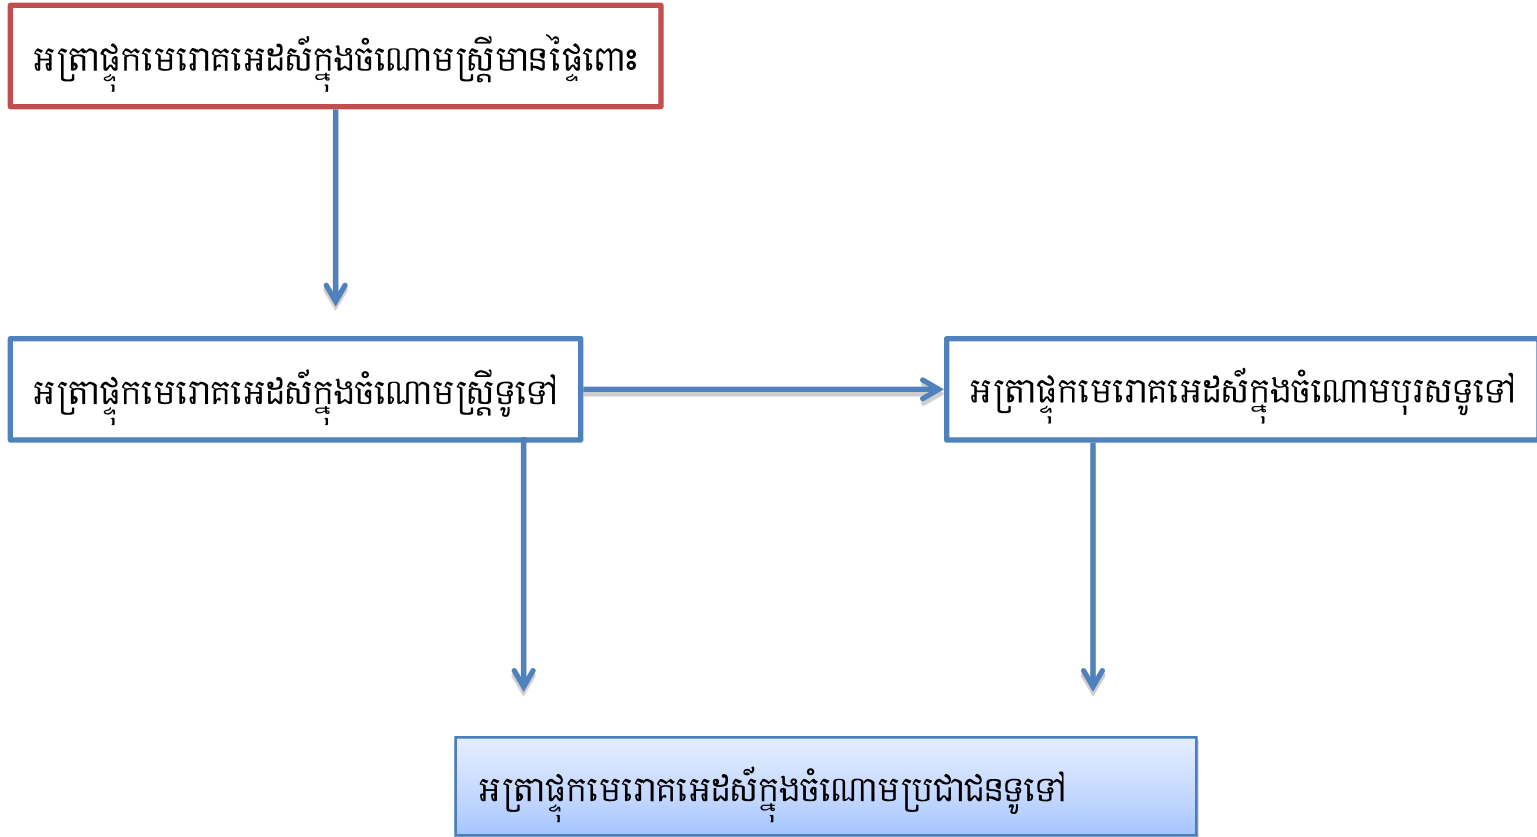 អត្រាផ្ទុកមេរោគអេដស៍ក្នុងចំណោមស្ត្រីមានផ្ទៃពោះ
អត្រាផ្ទុកមេរោគអេដស៍ក្នុងចំណោមស្ត្រីទូទៅ
អត្រាផ្ទុកមេរោគអេដស៍ក្នុងចំណោមបុរសទូទៅ
អត្រាផ្ទុកមេរោគអេដស៍ក្នុងចំណោមប្រជាជនទូទៅ